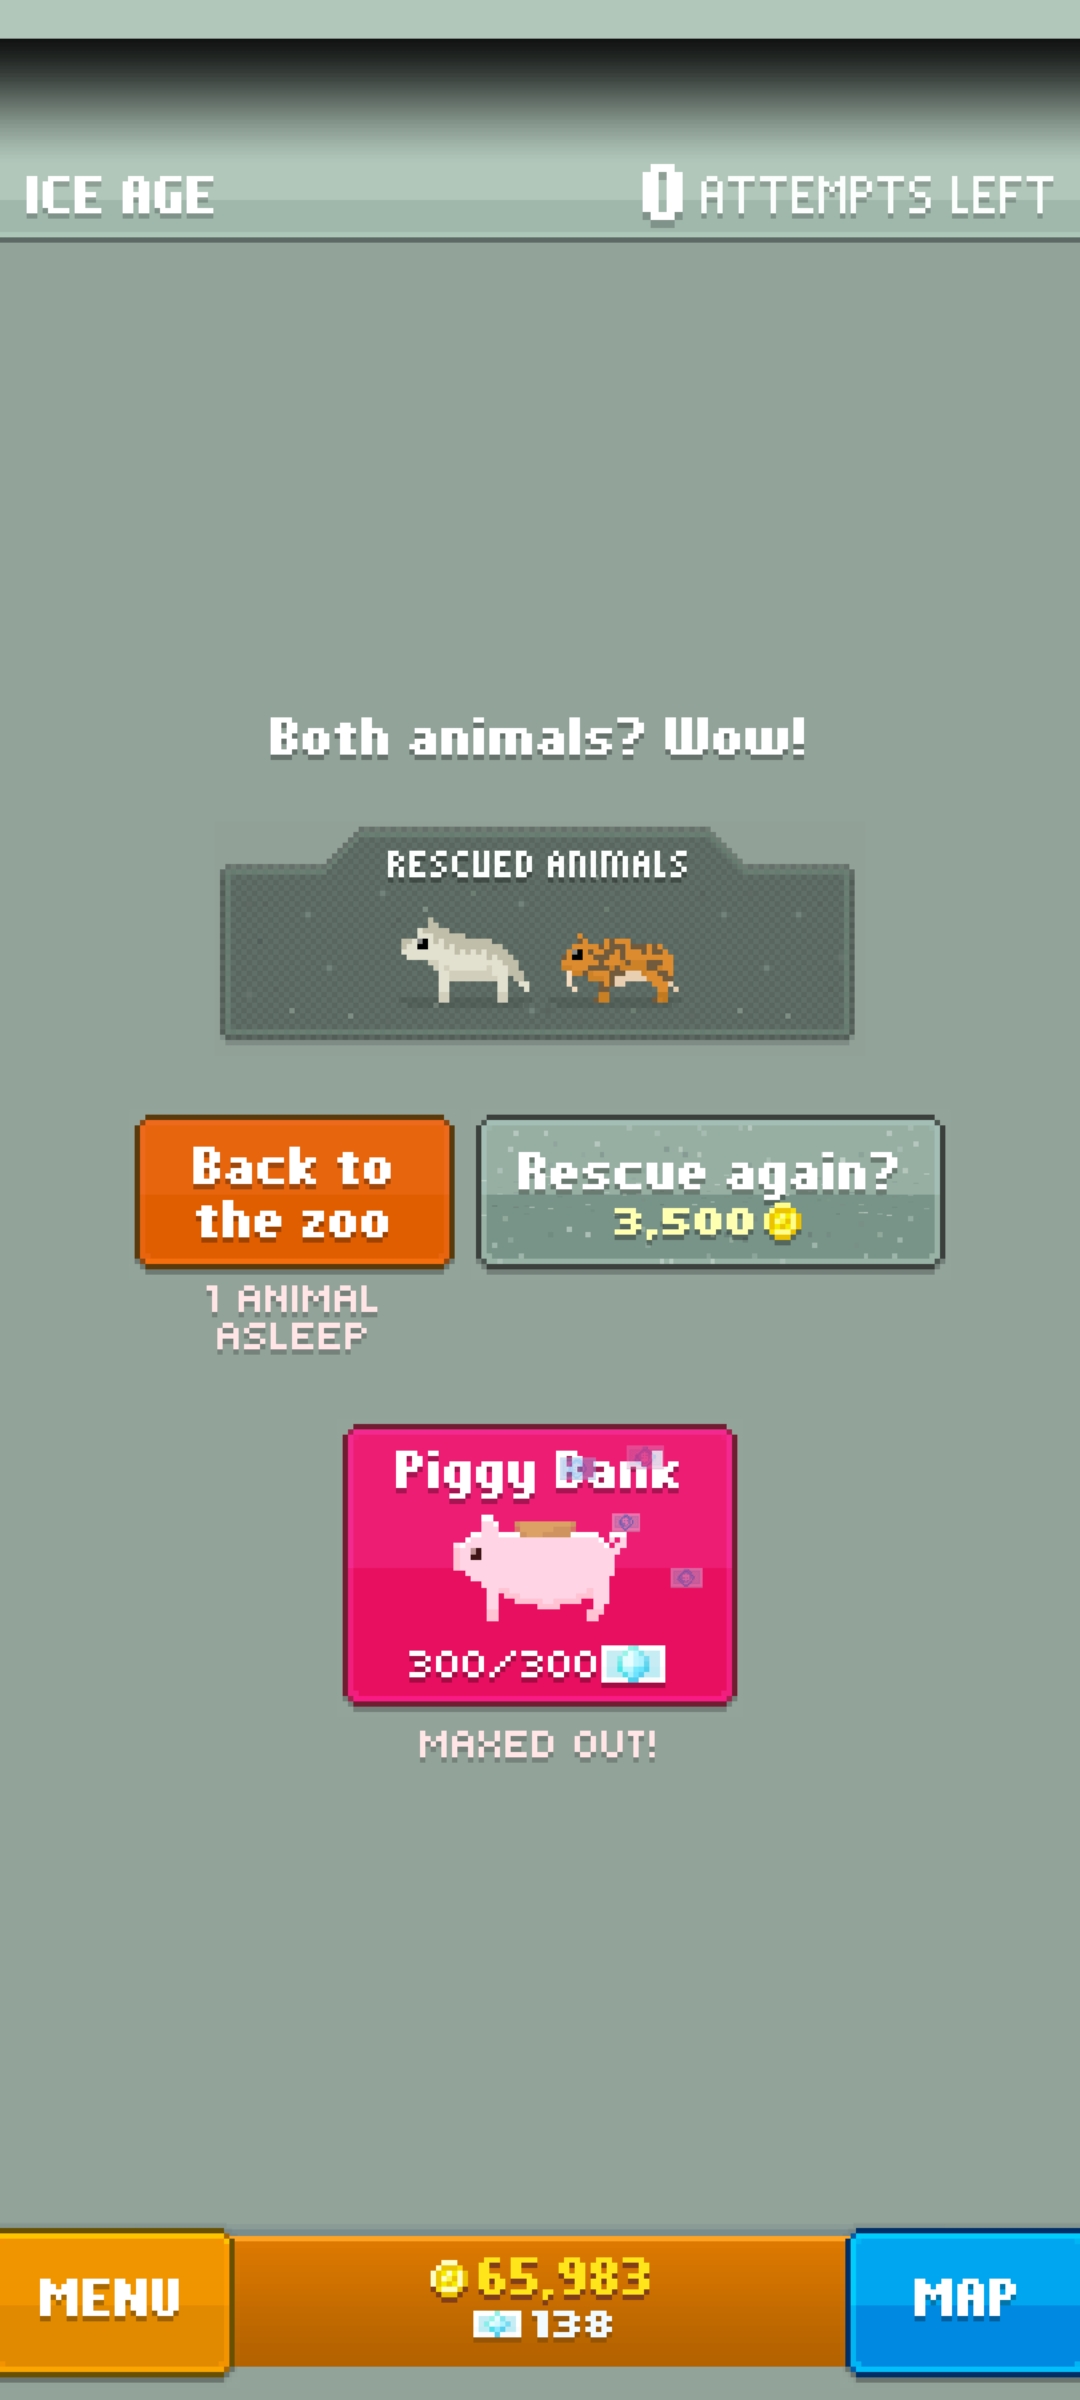 ICE AGE
0 ATTEMPTS LEFT
Both animals? Wow!
RESCUED ANIMALS
Back to
the zoo
Rescue again?
3,500
1 ANIMAL
ASLEEP
Piggy Bank
300/300
MAXED OUT!
MENU
65,983
138
MAP